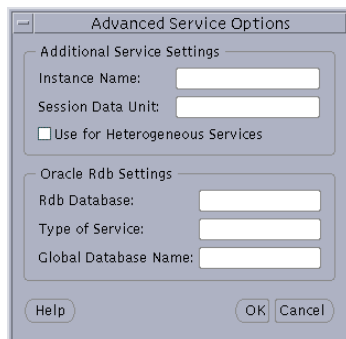 Advanced Service Options
Additional Service Settings
Instance Name:
Session Data Unit:
Use for Heterogeneous Services
Oracle Rdb Settings
Rdb Database:
Type of Service:
Global Database Name:
Help OK Cancel